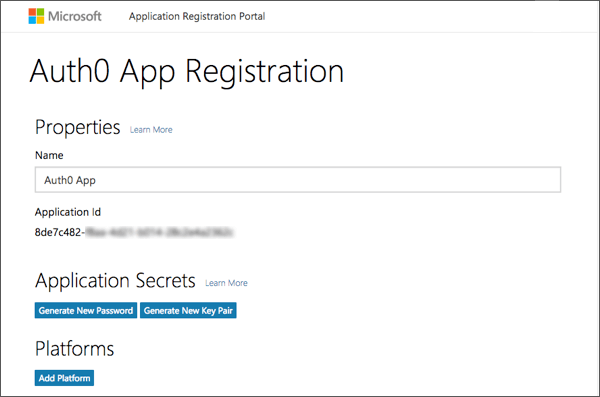 Microsoft Application Registration Portal
Auth0 App Registration
Properties Learn More
Name
Auth0 App
Application Id
8de7c482-
Application Secrets Learn More
Generate New Password Generate New Key Pair
Platforms
Add Platform